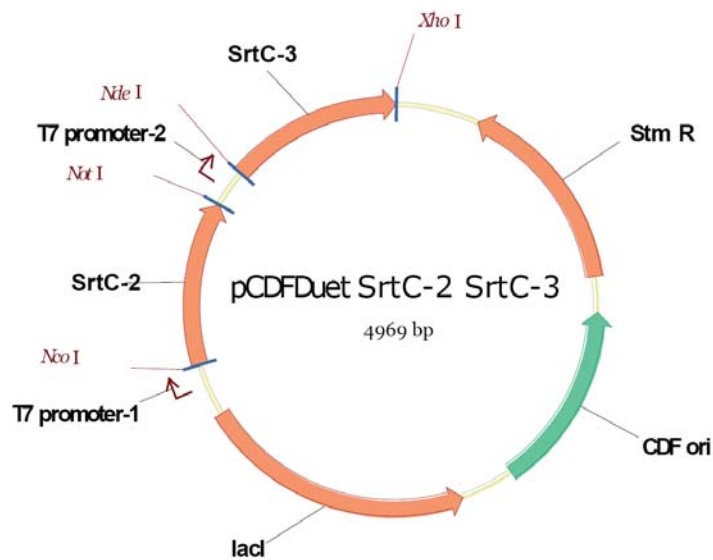 Xho I
SrtC-3
Nde I
T7 promoter-2
Stm R
Not I
SrtC-2
pCDFDuet SrtC-2 SrtC-3
4969 bp
Nco I
T7 promoter-1
CDF ori
lacI